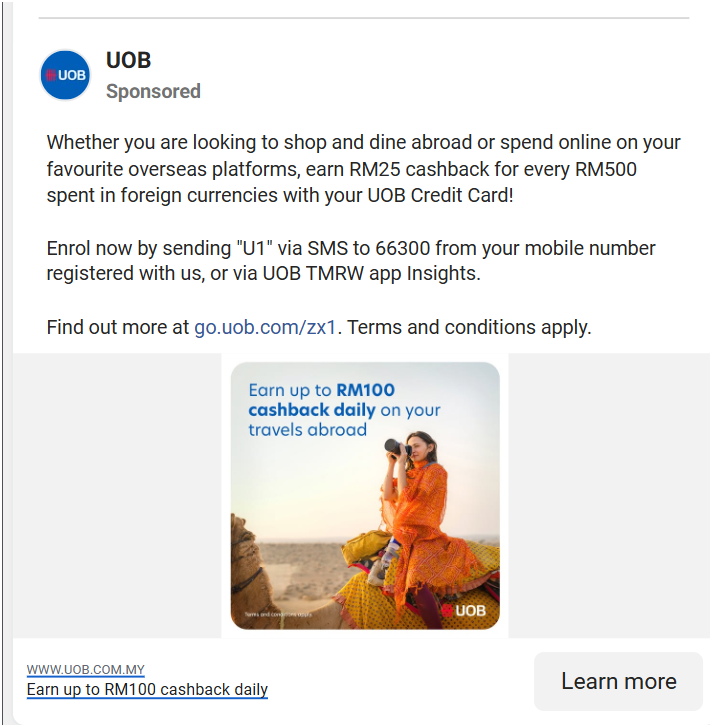 UOB
UOB
Sponsored
Whether you are looking to shop and dine abroad or spend online on your
favourite overseas platforms, earn RM25 cashback for every RM500
spent in foreign currencies with your UOB Credit Card!
Enrol now by sending "U1" via SMS to 66300 from your mobile number
registered with us, or via UOB TMRW app Insights.
Find out more at go.uob.com/zx1. Terms and conditions apply.
Earn up to RM100
cashback daily on your
travels abroad
Terms and conditions apply.
UOB
WWW.UOB.COM.MY
Earn up to RM100 cashback daily
Learn more